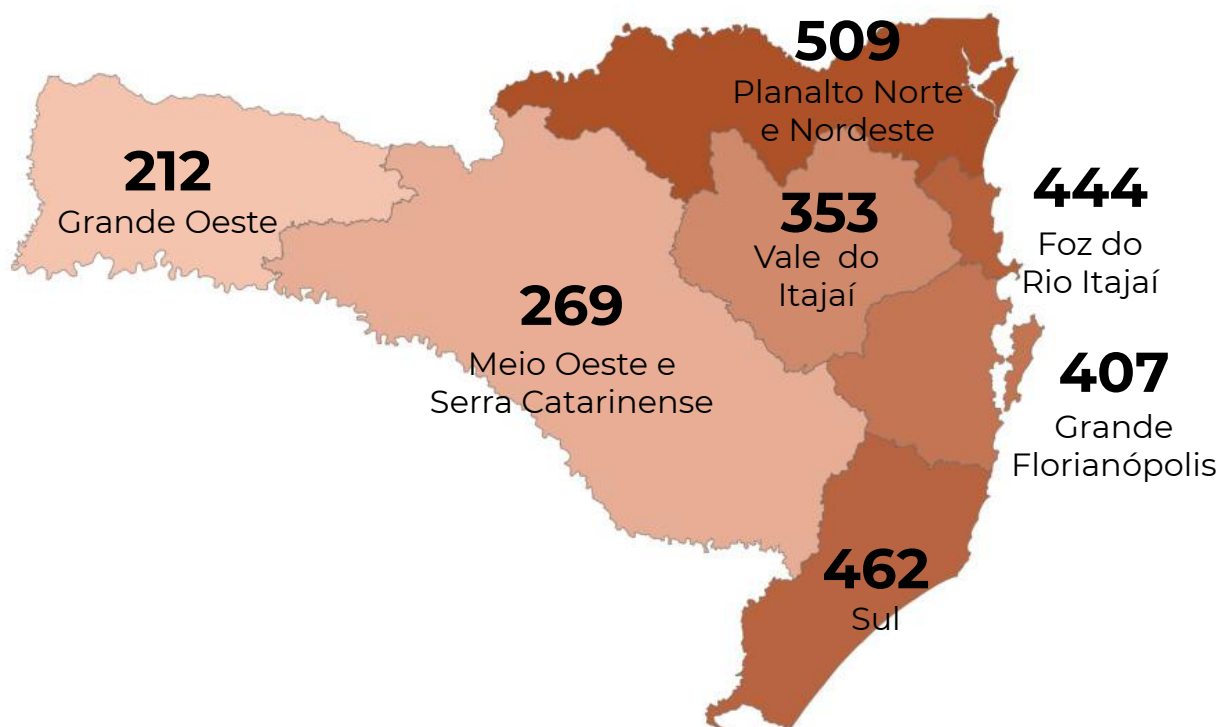 509
Planalto Norte
e Nordeste
212
Grande Oeste
444
Foz do
Rio Itajaí
353
Vale do
Itajaí
269
Meio Oeste e
Serra Catarinense
407
Grande
Florianópolis
462
Sul